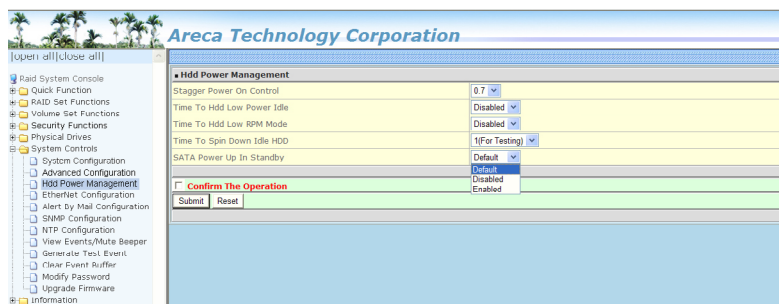 Areca Technology Corporation
|open all|close all|
Raid System Console
Quick Function
RAID Set Functions
Volume Set Functions
Security Functions
Physical Drives
System Controls
System Configuration
Advanced Configuration
Hdd Power Management
EtherNet Configuration
Alert By Mail Configuration
SNMP Configuration
NTP Configuration
View Events/Mute Beeper
Generate Test Event
Clear Event Buffer
Modify Password
Upgrade Firmware
Information
Hdd Power Management
Stagger Power On Control 0.7
Time To Hdd Low Power Idle Disabled
Time To Hdd Low RPM Mode Disabled
Time To Spin Down Idle HDD 1(For Testing)
SATA Power Up In Standby Default
Default
Disabled
Enabled
Confirm The Operation
Submit Reset